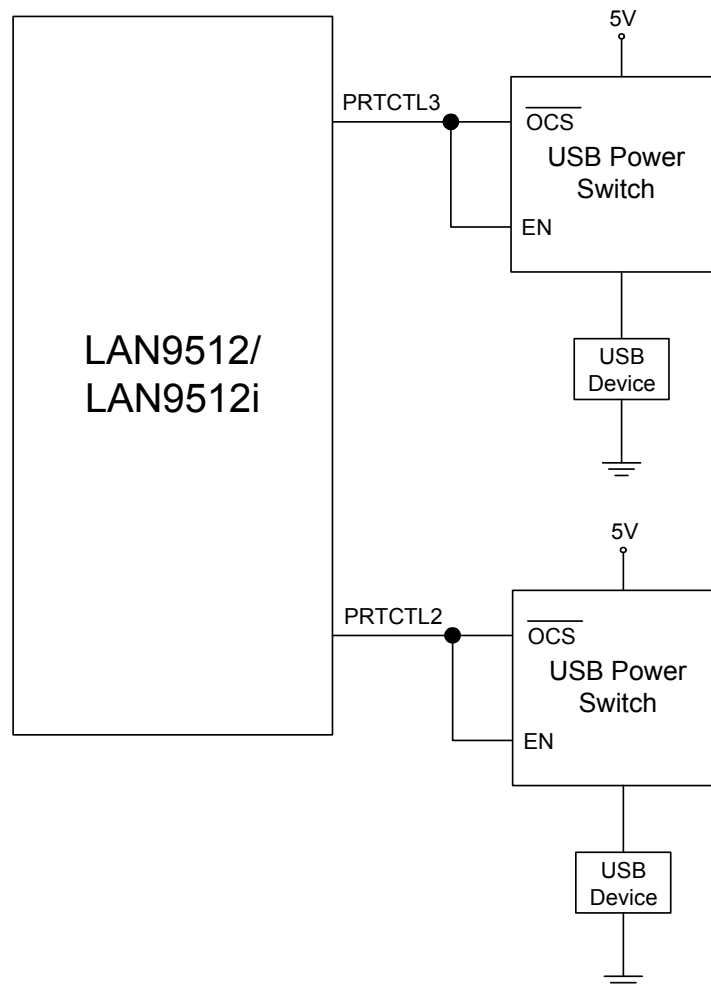 5V
PRTCTL3
OCS
USB Power
Switch
EN
LAN9512/
LAN9512i
USB
Device
5V
PRTCTL2
OCS
USB Power
Switch
EN
USB
Device